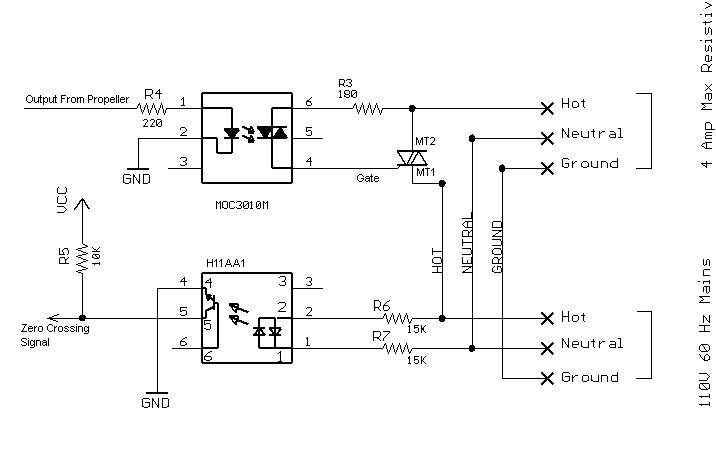 4 Amp Max Resistiv
R3
180
Output From Propeller
R4
220
1
6
Hot
2
5
MT2
Neutral
3
4
MT1
Ground
GND
Gate
MOC3010M
VCC
R5
10K
HOT
NEUTRAL
GROUND
H11AA1
4
4
3
3
5
5
2
2
R6
15K
Hot
Zero Crossing
Signal
6
6
1
1
R7
15K
Neutral
Ground
GND
110V 60 Hz Mains